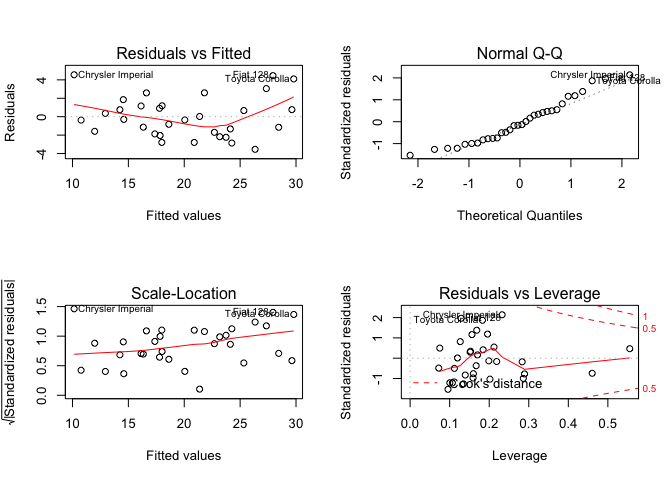 Residuals vs Fitted
Residuals
4
0
-4
Chrysler Imperial
Fiat 128
Toyota Corolla
10
15
20
25
30
Fitted values
Normal Q-Q
Standardized residuals
2
1
0
-1
Chrysler Imperial
Fiat 128
Toyota Corolla
-2
-1
0
1
2
Theoretical Quantiles
Scale-Location
√|Standardized residuals|
1.5
1.0
0.5
0.0
Chrysler Imperial
Fiat 128
Toyota Corolla
10
15
20
25
30
Fitted values
Residuals vs Leverage
Standardized residuals
2
1
-1
Chrysler Imperial
Fiat 128
Toyota Corolla
Cook's distance
1
0.5
0.5
0.0
0.1
0.2
0.3
0.4
0.5
Leverage